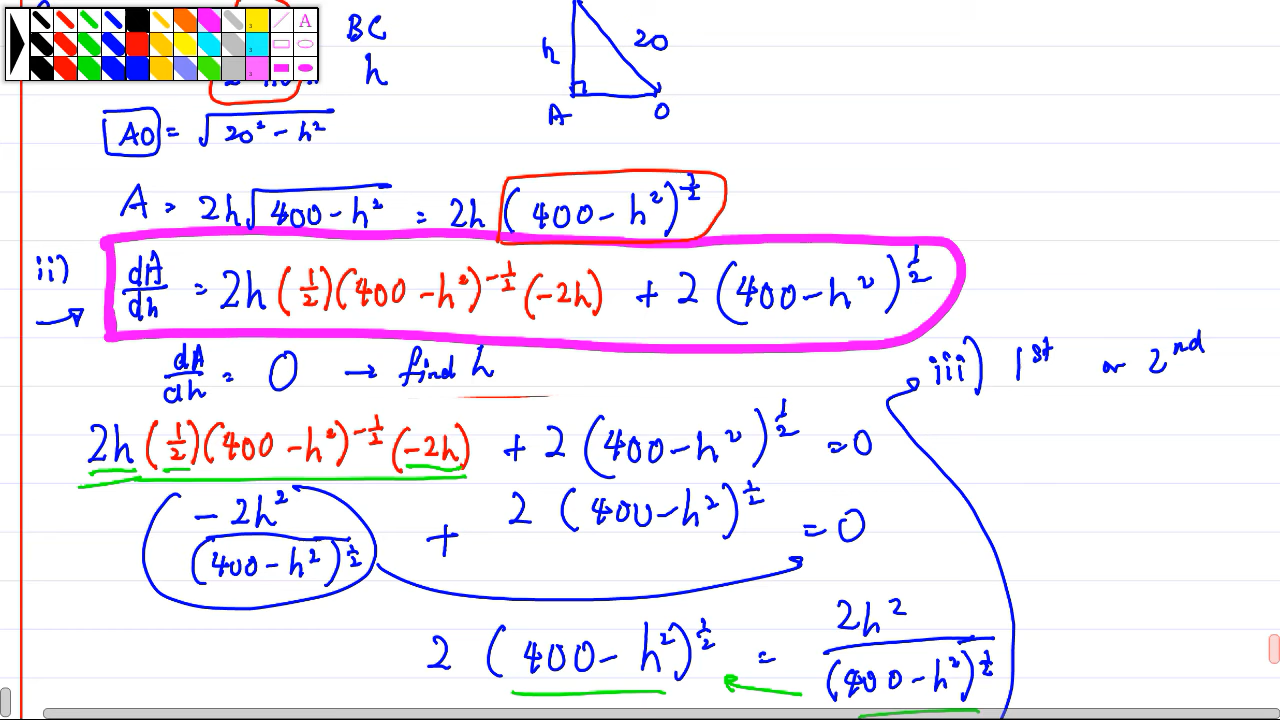 BC
h
h
20
A
O
AO = √(20² - h²)
A = 2h√(400 - h²) = 2h (400 - h²)^½
ii) dA/dh = 2h (½)(400 - h²)^-½ (-2h) + 2 (400 - h²)^½
dA/dh = 0 → find h
iii) 1st or 2nd
2h (½)(400 - h²)^-½ (-2h) + 2 (400 - h²)^½ = 0
-2h²/(400 - h²)^½ + 2 (400 - h²)^½ = 0
2 (400 - h²)^½ = 2h²/(400 - h²)^½